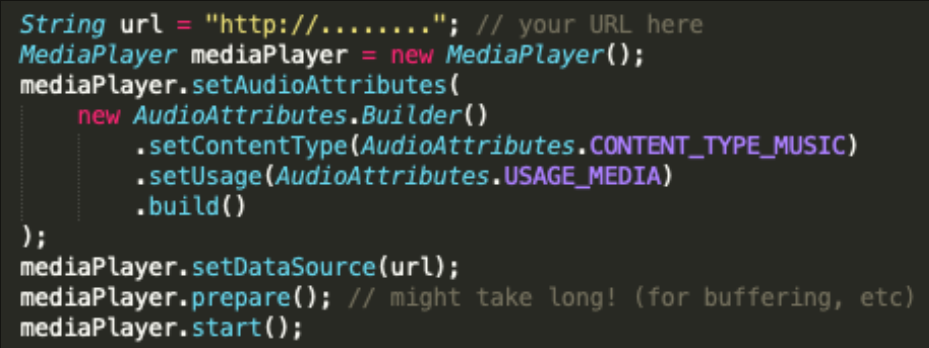 String url = "http://........"; // your URL here
MediaPlayer mediaPlayer = new MediaPlayer();
mediaPlayer.setAudioAttributes(
    new AudioAttributes.Builder()
        .setContentType(AudioAttributes.CONTENT_TYPE_MUSIC)
        .setUsage(AudioAttributes.USAGE_MEDIA)
        .build()
);
mediaPlayer.setDataSource(url);
mediaPlayer.prepare(); // might take long! (for buffering, etc)
mediaPlayer.start();